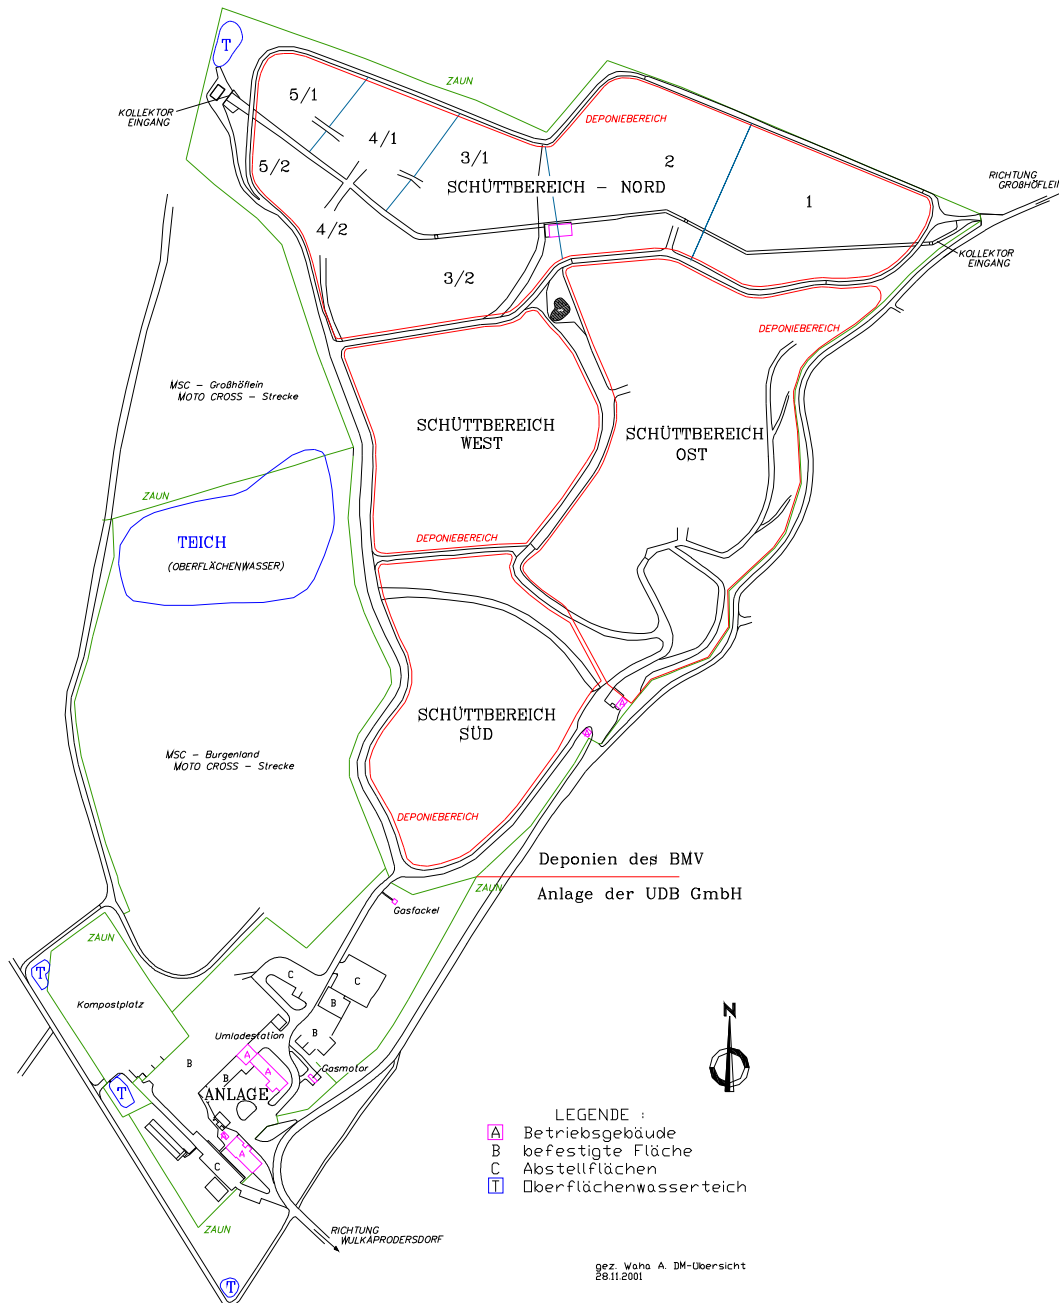 T
ZAUN
KOLLEKTOR
EINGANG
5/1
4/1
3/1
DEPONIEBEREICH
2
5/2
SCHÜTTBEREICH – NORD
1
RICHTUNG
GROßHÖFLEIN
4/2
3/2
KOLLEKTOR
EINGANG
DEPONIEBEREICH
MSC – Großhöflein
MOTO CROSS – Strecke
SCHÜTTBEREICH
WEST
SCHÜTTBEREICH
OST
ZAUN
TEICH
(OBERFLÄCHENWASSER)
DEPONIEBEREICH
SCHÜTTBEREICH
SÜD
A
A
MSC – Burgenland
MOTO CROSS – Strecke
DEPONIEBEREICH
Deponien des BMV
ZAUN
Anlage der UDB GmbH
Gasfackel
ZAUN
T
C
C
Kompostplatz
B
B
Umladestation
A
B
B
A
Gasmotor
T
ANLAGE
A
A
C
ZAUN
RICHTUNG
WULKAPRODERSDORF
T
N
LEGENDE :
A Betriebsgebäude
B befestigte Fläche
C Abstellflächen
T Oberflächenwasserteich
gez. Waha A. DM-Übersicht
28.11.2001